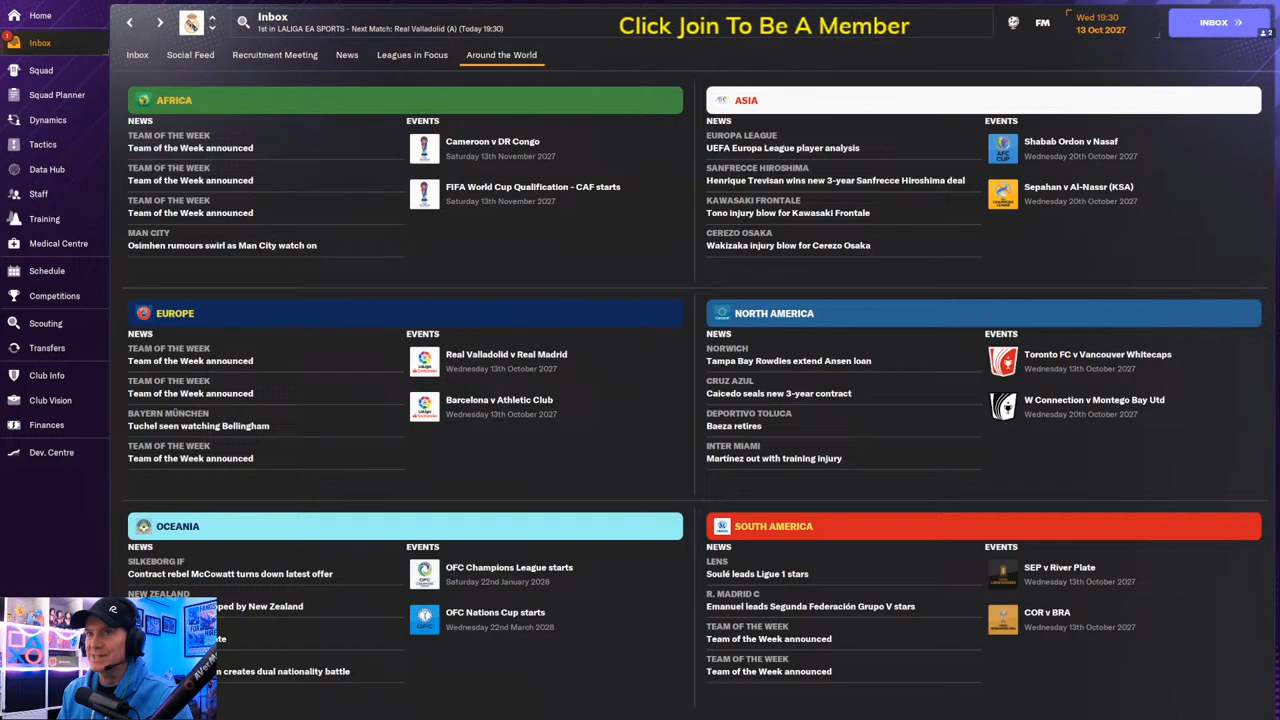 Home
Inbox
1st in LALIGA EA SPORTS - Next Match: Real Valladolid (A) (Today 19:30)
Click Join To Be A Member
FM
Wed 19:30
13 Oct 2027
INBOX
2
1
Inbox
Squad
Squad Planner
Dynamics
Tactics
Data Hub
Staff
Training
Medical Centre
Schedule
Competitions
Scouting
Transfers
Club Info
Club Vision
Finances
Dev. Centre
Inbox
Social Feed
Recruitment Meeting
News
Leagues in Focus
Around the World
AFRICA
NEWS
TEAM OF THE WEEK
Team of the Week announced
TEAM OF THE WEEK
Team of the Week announced
TEAM OF THE WEEK
Team of the Week announced
MAN CITY
Osimhen rumours swirl as Man City watch on
EVENTS
Cameroon v DR Congo
Saturday 13th November 2027
FIFA World Cup Qualification - CAF starts
Saturday 13th November 2027
ASIA
NEWS
EUROPA LEAGUE
UEFA Europa League player analysis
SANFRECCE HIROSHIMA
Henrique Trevisan wins new 3-year Sanfrecce Hiroshima deal
KAWASAKI FRONTALE
Tono injury blow for Kawasaki Frontale
CEREZO OSAKA
Wakizaka injury blow for Cerezo Osaka
EVENTS
AFC CUP
Shabab Ordon v Nasaf
Wednesday 20th October 2027
Sepahan v Al-Nassr (KSA)
Wednesday 20th October 2027
EUROPE
NEWS
TEAM OF THE WEEK
Team of the Week announced
TEAM OF THE WEEK
Team of the Week announced
BAYERN MÜNCHEN
Tuchel seen watching Bellingham
TEAM OF THE WEEK
Team of the Week announced
EVENTS
Real Valladolid v Real Madrid
Wednesday 13th October 2027
Barcelona v Athletic Club
Wednesday 13th October 2027
NORTH AMERICA
NEWS
NORWICH
Tampa Bay Rowdies extend Ansen loan
CRUZ AZUL
Caicedo seals new 3-year contract
DEPORTIVO TOLUCA
Baeza retires
INTER MIAMI
Martínez out with training injury
EVENTS
Toronto FC v Vancouver Whitecaps
Wednesday 13th October 2027
W Connection v Montego Bay Utd
Wednesday 20th October 2027
OCEANIA
NEWS
SILKEBORG IF
Contract rebel McCowatt turns down latest offer
NEW ZEALAND
ped by New Zealand
ate
n creates dual nationality battle
EVENTS
OFC Champions League starts
Saturday 22nd January 2028
OFC
OFC Nations Cup starts
Wednesday 22nd March 2028
SOUTH AMERICA
NEWS
LENS
Soulé leads Ligue 1 stars
R. MADRID C
Emanuel leads Segunda Federación Grupo V stars
TEAM OF THE WEEK
Team of the Week announced
TEAM OF THE WEEK
Team of the Week announced
EVENTS
SEP v River Plate
Wednesday 13th October 2027
COR v BRA
Wednesday 13th October 2027
AVerM